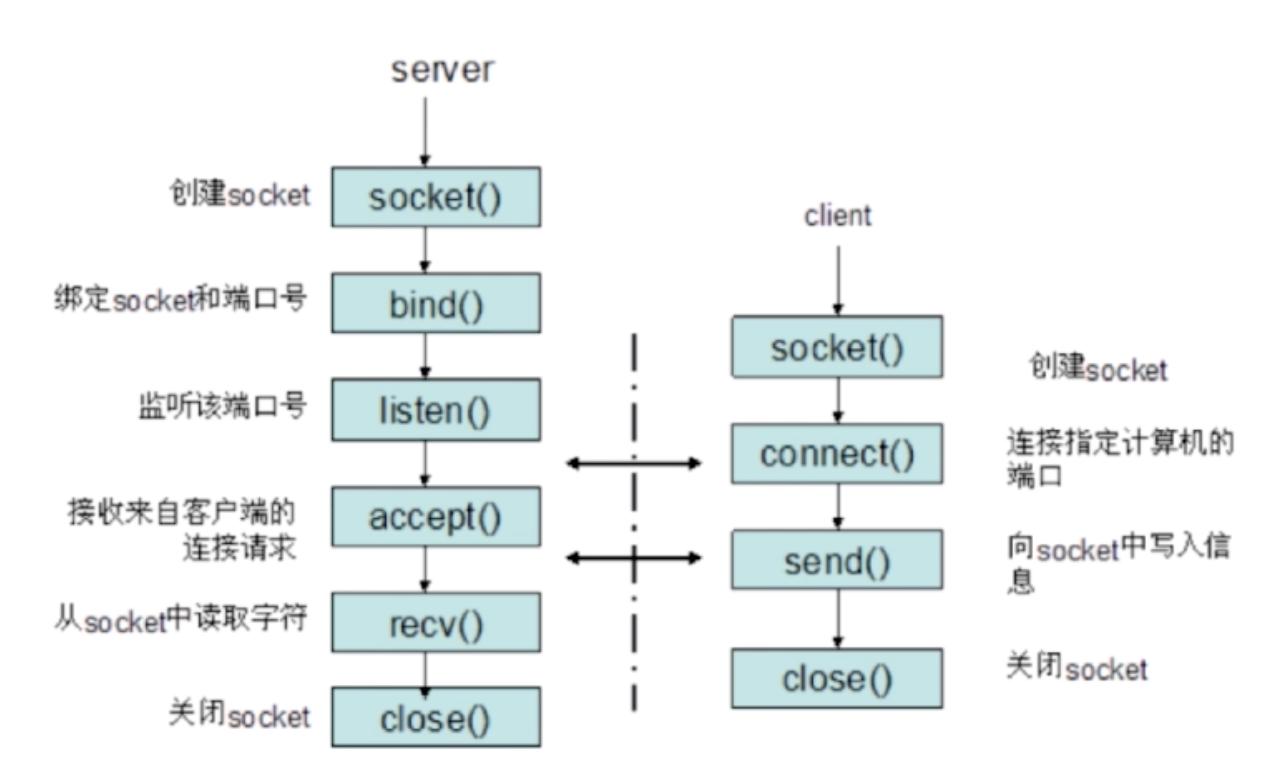 server
创建socket
socket()
绑定socket和端口号
bind()
监听该端口号
listen()
接收来自客户端的
连接请求
accept()
从socket中读取字符
recv()
关闭socket
close()
client
socket()
创建socket
connect()
连接指定计算机的
端口
send()
向socket中写入信
息
close()
关闭socket